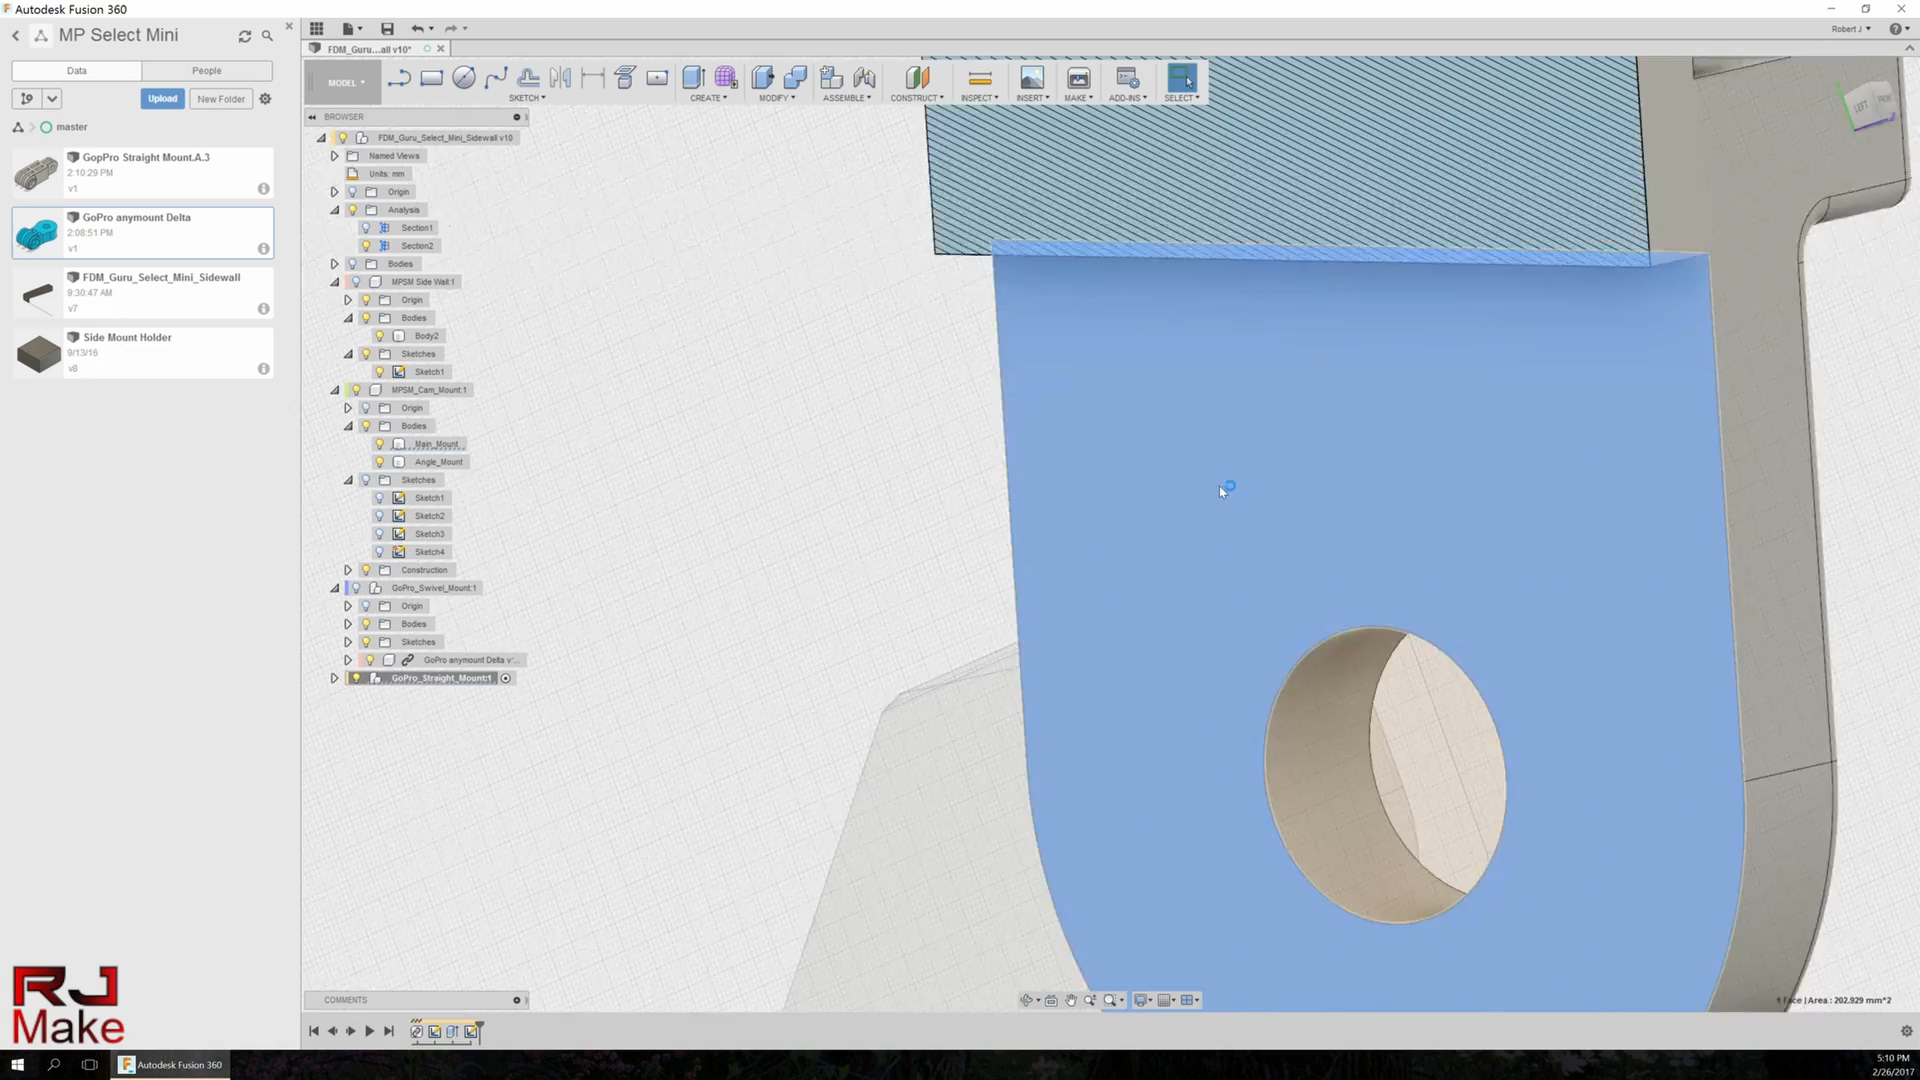 Autodesk Fusion 360
MP Select Mini
Robert J
Data
People
FDM_Guru...all v10*
MODEL
SKETCH
CREATE
MODIFY
ASSEMBLE
CONSTRUCT
INSPECT
INSERT
MAKE
ADD-INS
SELECT
Upload
New Folder
BROWSER
LEFT
master
FDM_Guru_Select_Mini_Sidewall v10
Named Views
Units: mm
Origin
Analysis
Section1
Section2
Bodies
MPSM Side Wall:1
Origin
Bodies
Body2
Sketches
Sketch1
MPSM_Cam_Mount:1
Origin
Bodies
Main_Mount
Angle_Mount
Sketches
Sketch1
Sketch2
Sketch3
Sketch4
Construction
GoPro_Swivel_Mount:1
Origin
Bodies
Sketches
GoPro anymount Delta v'...
GoPro_Straight_Mount:1
GopPro Straight Mount.A.3
2:10:29 PM
v1
GoPro anymount Delta
2:08:51 PM
v1
FDM_Guru_Select_Mini_Sidewall
9:30:47 AM
v7
Side Mount Holder
9/13/16
v8
RJ
Make
COMMENTS
1 Face | Area : 202.929 mm^2
Autodesk Fusion 360
5:10 PM
2/26/2017